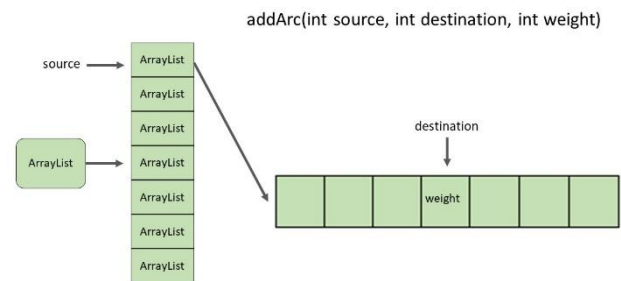 addArc(int source, int destination, int weight)
source
ArrayList
ArrayList
ArrayList
ArrayList
ArrayList
ArrayList
ArrayList
ArrayList
destination
weight